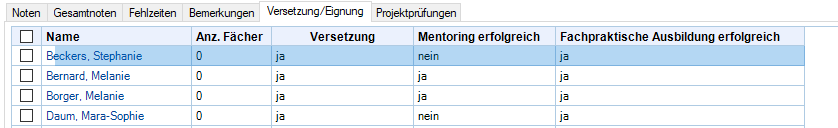 Noten Gesamtnoten Fehlzeiten Bemerkungen Versetzung/Eignung Projektprüfungen
Name Anz. Fächer Versetzung Mentoring erfolgreich Fachpraktische Ausbildung erfolgreich
Beckers, Stephanie 0 ja nein ja
Bernard, Melanie 0 ja ja ja
Borger, Melanie 0 ja ja ja
Daum, Mara-Sophie 0 ja nein ja